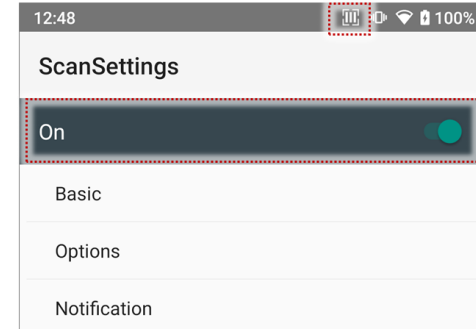 12:48 100%
ScanSettings
On
Basic
Options
Notification